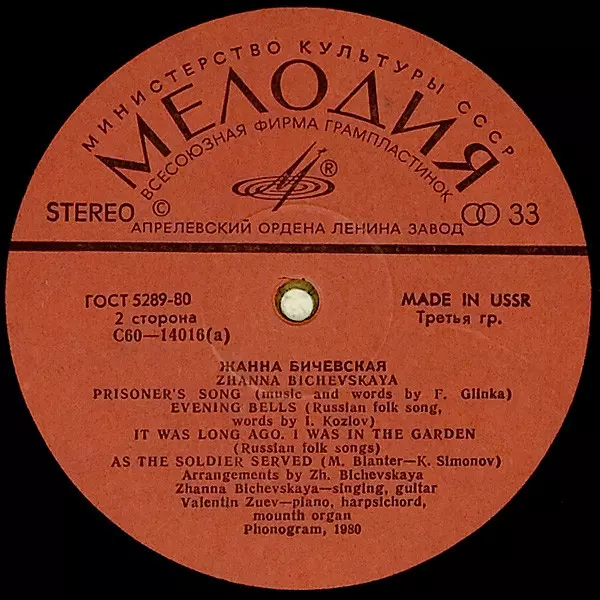 МИНИСТЕРСТВО КУЛЬТУРЫ СССР
МЕЛОДИЯ
ВСЕСОЮЗНАЯ ФИРМА ГРАМПЛАСТИНОК
®
STEREO © 33
АПРЕЛЕВСКИЙ ОРДЕНА ЛЕНИНА ЗАВОД
ГОСТ 5289-80 MADE IN USSR
2 сторона Третья гр.
С60—14016(а)
ЖАННА БИЧЕВСКАЯ
ZHANNA BICHEVSKAYA
PRISONER'S SONG (music and words by F. Glinka)
EVENING BELLS (Russian folk song,
words by I. Kozlov)
IT WAS LONG AGO. I WAS IN THE GARDEN
(Russian folk songs)
AS THE SOLDIER SERVED (M. Blanter—K. Simonov)
Arrangements by Zh. Bichevskaya
Zhanna Bichevskaya—singing, guitar
Valentin Zuev—piano, harpsichord,
mounth organ
Phonogram, 1980